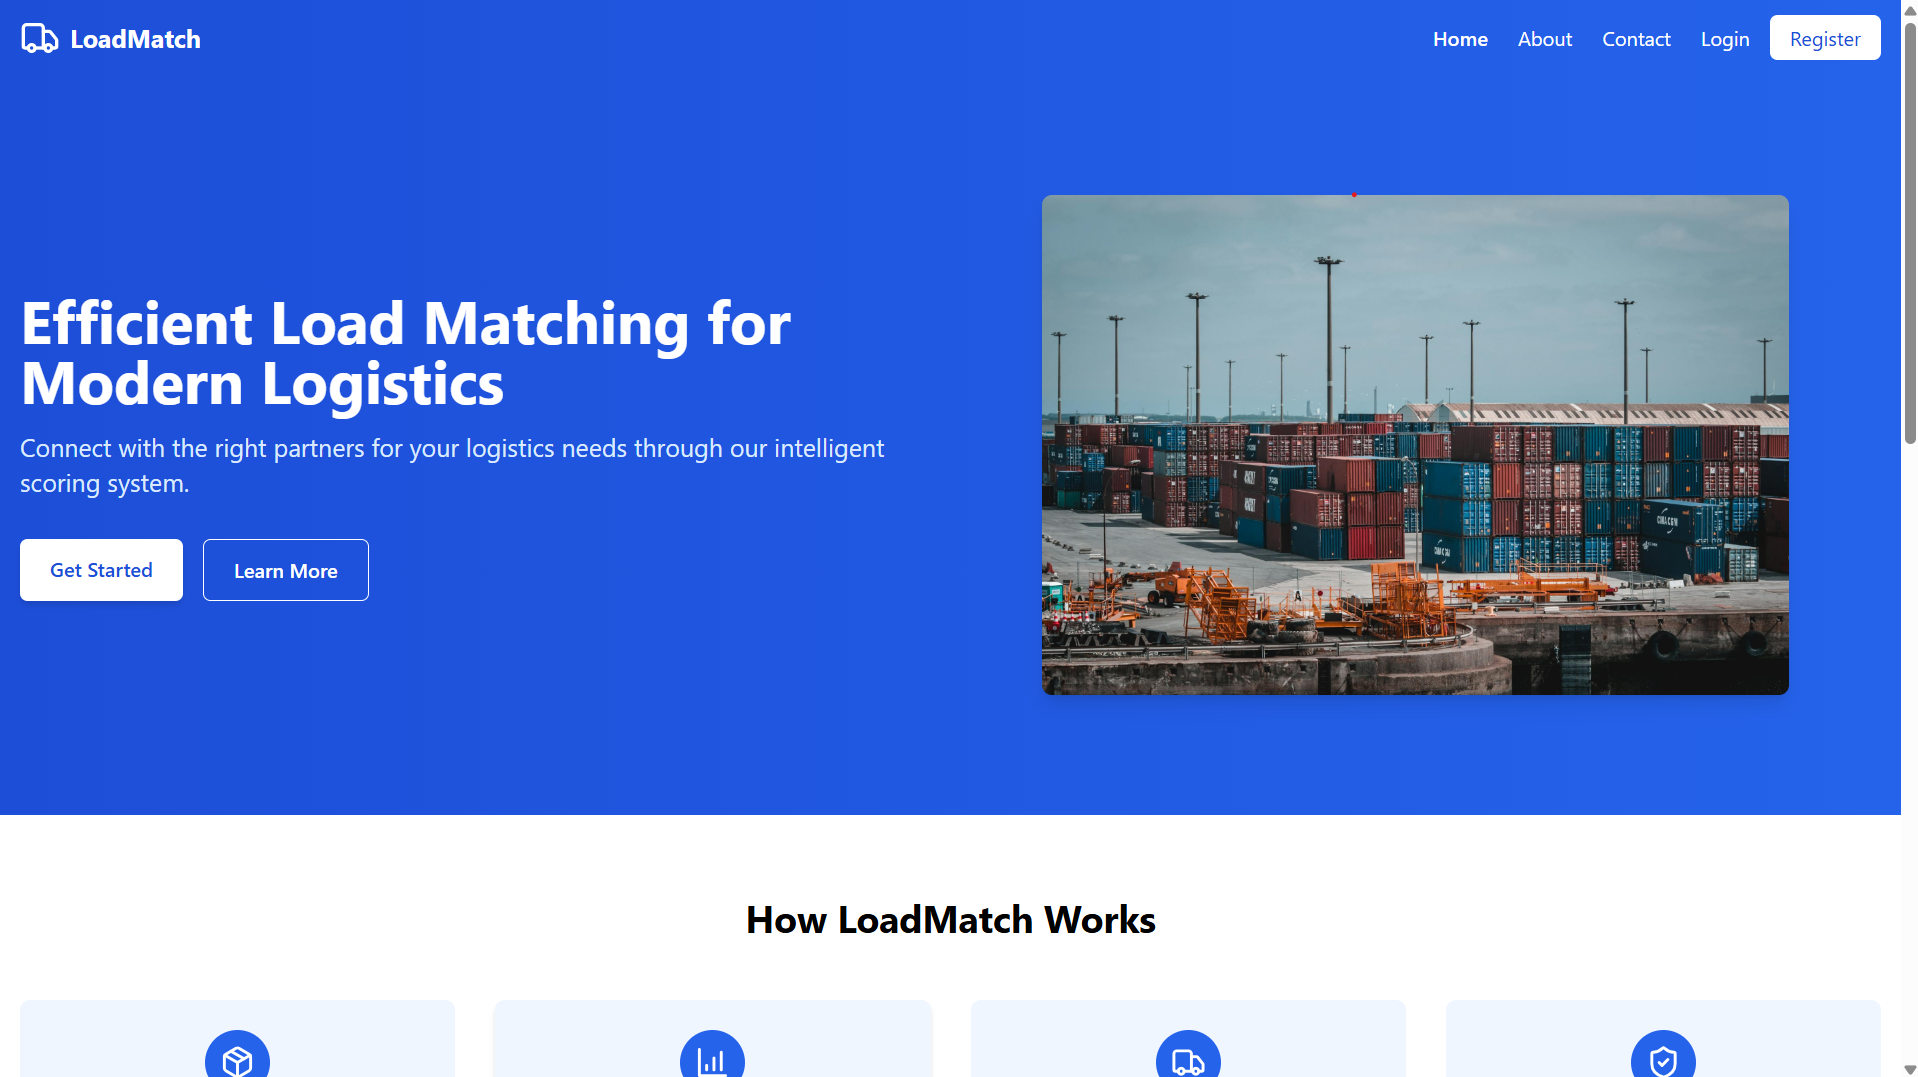 LoadMatch
Home
About
Contact
Login
Register
Efficient Load Matching for
Modern Logistics
Connect with the right partners for your logistics needs through our intelligent
scoring system.
Get Started
Learn More
How LoadMatch Works